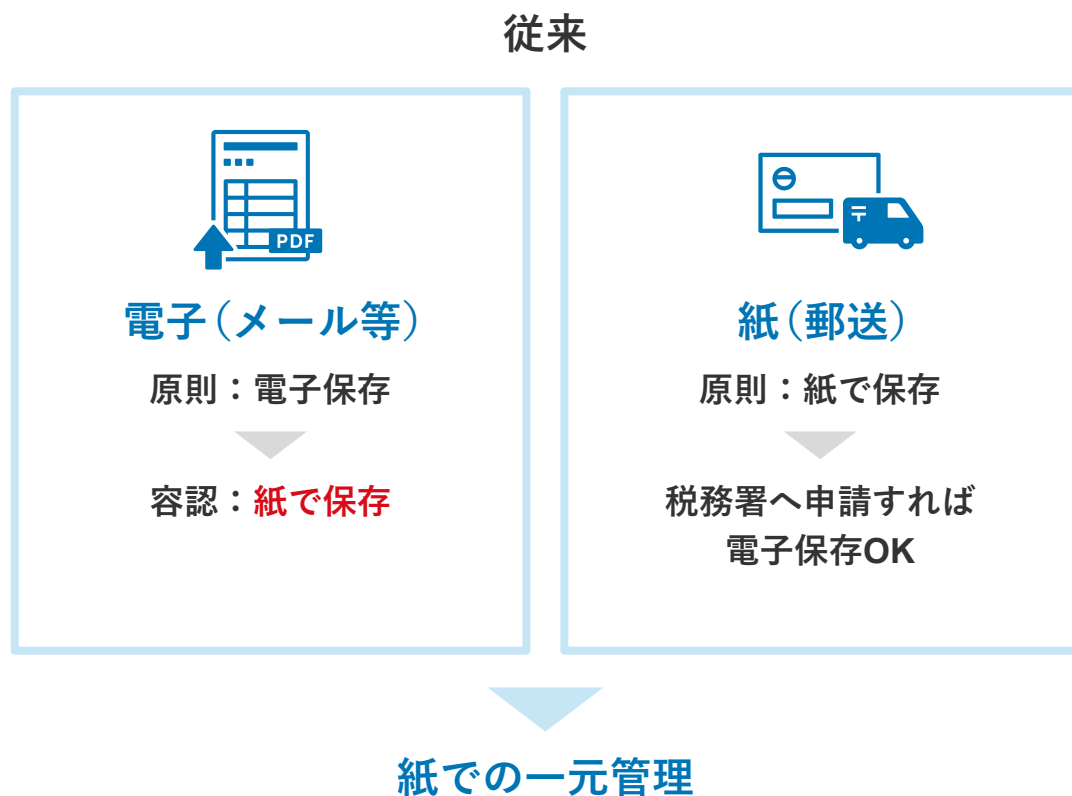 従来
PDF
電子(メール等)
原則：電子保存
容認：紙で保存
〒
紙(郵送)
原則：紙で保存
税務署へ申請すれば
電子保存OK
紙での一元管理